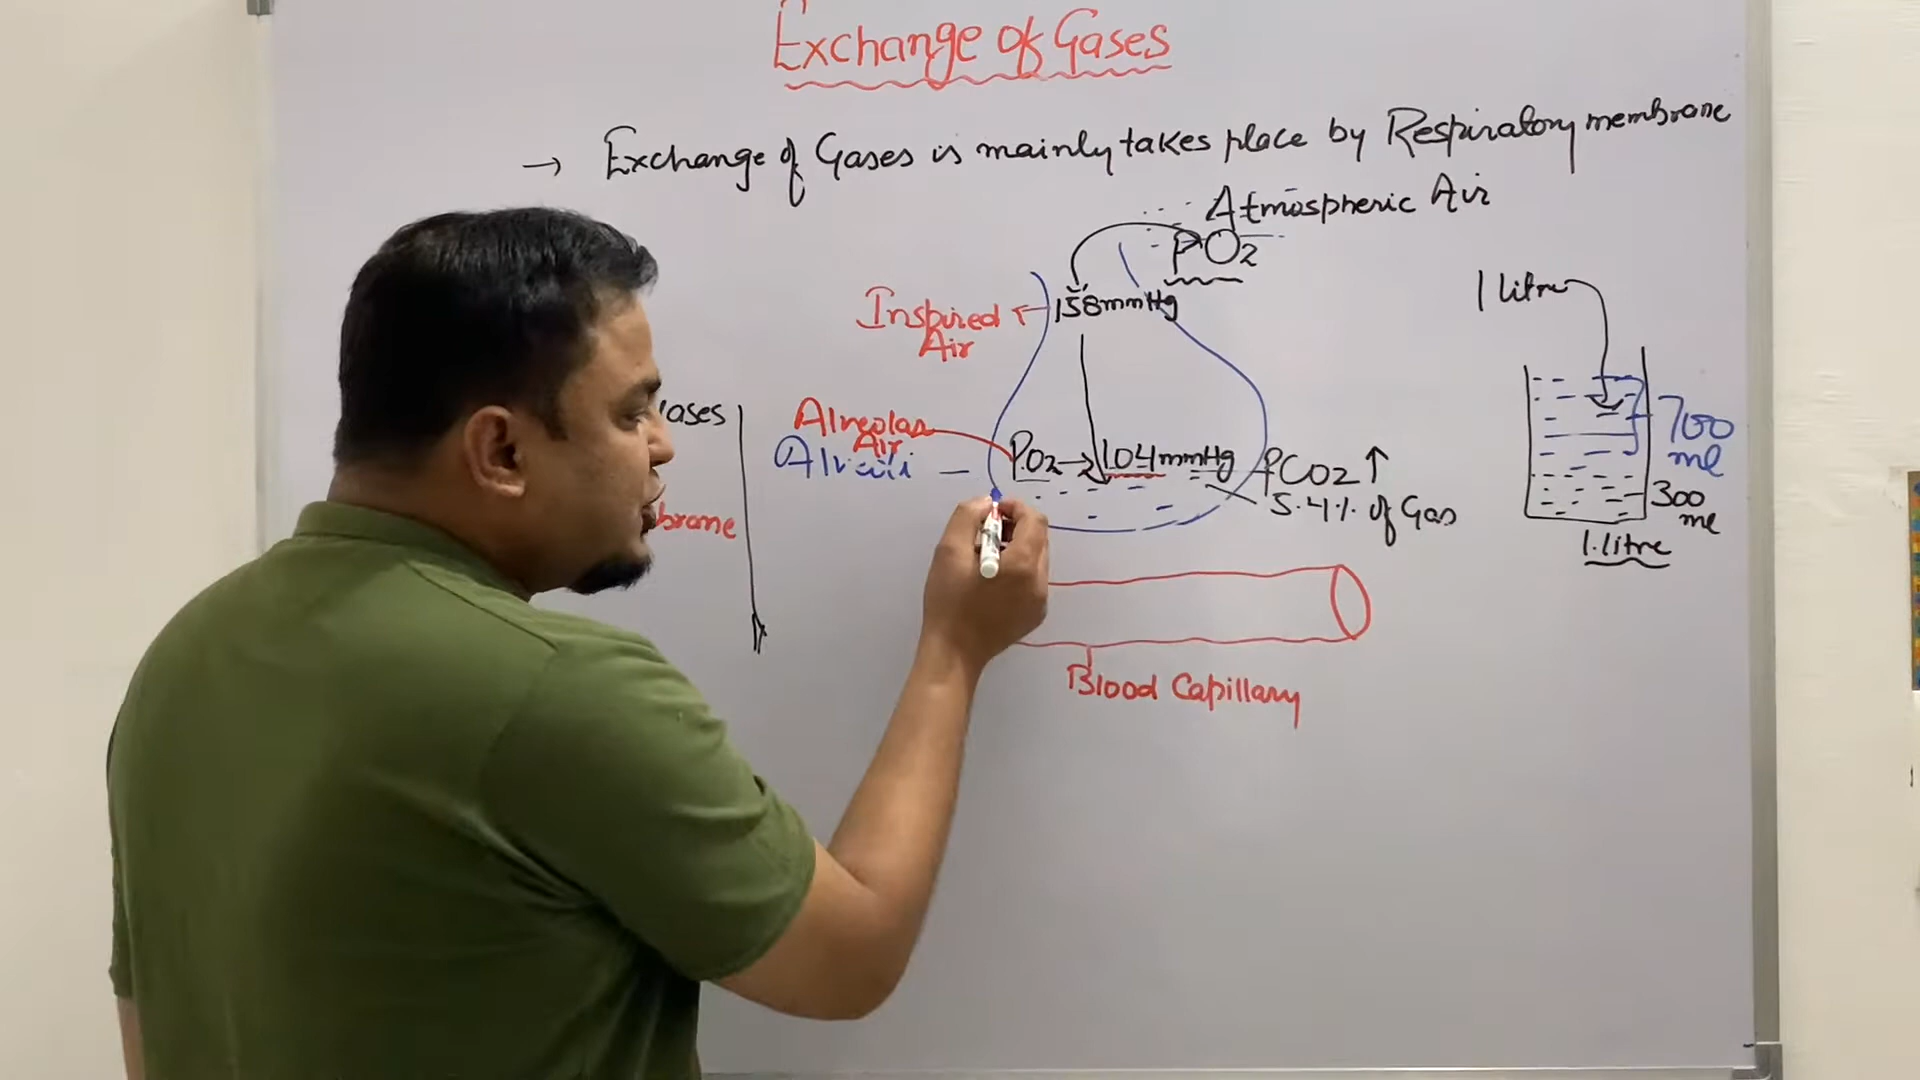 Exchange of Gases
→ Exchange of Gases is mainly takes place by Respiratory membrane
Atmospheric Air
PO2
158mmHg
Inspired
Air
Alveolar
Air
PO2 → 104mmHg
PCO2 ↑
5.4% of Gas
ases
brane
Blood Capillary
1 litre
700
ml
300
ml
1.litre